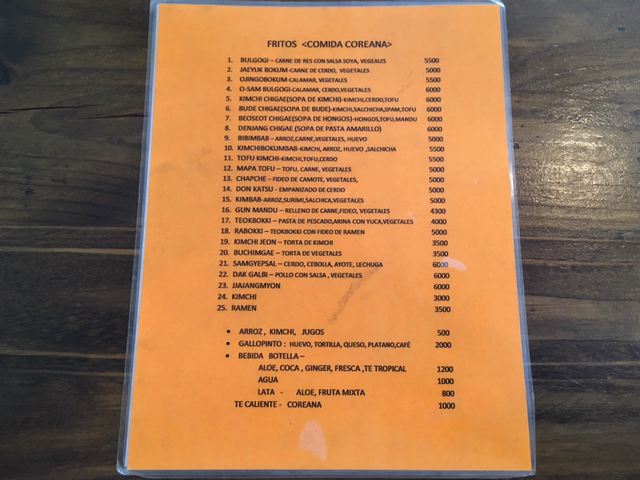 FRITOS <COMIDA COREANA>
1. BULGOGI – CARNE DE RES CON SALSA SOYA, VEGEALES 5500
2. JAEYUK BOKUM-CARNE DE CERDO, VEGETALES 5000
3. OJINGOBOKUM-CALAMAR, VEGETALES 5500
4. O-SAM BULGOGI-CALAMAR, CERDO,VEGETALES 6000
5. KIMCHI CHIGAE(SOPA DE KIMCHI)-KIMCHI,CERDO,TOFU 6000
6. BUDE CHIGAE(SOPA DE BUDE)-KIMCHI,SALCHICHA,SPAM,TOFU 6000
7. BEOSEOT CHIGAE(SOPA DE HONGOS)-HONGOS,TOFU,MANDU 6000
8. DENJANG CHIGAE (SOPA DE PASTA AMARILLO) 6000
9. BIBIMBAB – ARROZ,CARNE,VEGETALES, HUEVO 5000
10. KIMCHIBOKUMBAB-KIMCHI, ARROZ, HUEVO ,SALCHICHA 5500
11. TOFU KIMCHI-KIMCHI,TOFU,CERDO 5500
12. MAPA TOFU – TOFU, CARNE, VEGETALES 5000
13. CHAPCHE – FIDEO DE CAMOTE, VEGETALES, 5000
14. DON KATSU - EMPANIZADO DE CERDO 5000
15. KIMBAB-ARROZ,SURIMI,SALCHICA,VEGETALES 5000
16. GUN MANDU – RELLENO DE CARNE,FIDEO, VEGETALES 4300
17. TEOKBOKKI – PASTA DE PESCADO,ARINA CON YUCA,VEGETALES 4000
18. RABOKKI – TEOKBOKKI CON FIDEO DE RAMEN 5000
19. KIMCHI JEON – TORTA DE KIMCHI 3500
20. BUCHIMGAE – TORTA DE VEGETALES 3500
21. SAMGYEPSAL – CERDO, CEBOLLA, AYOTE, LECHUGA 6000
22. DAK GALBI – POLLO CON SALSA , VEGETALES 6000
23. JJAJANGMYON 6000
24. KIMCHI 3000
25. RAMEN 3500
• ARROZ , KIMCHI, JUGOS 500
• GALLOPINTO : HUEVO, TORTILLA, QUESO, PLATANO,CAFÉ 2000
• BEBIDA BOTELLA –
ALOE, COCA , GINGER, FRESCA ,TE TROPICAL 1200
AGUA 1000
LATA - ALOE, FRUTA MIXTA 800
TE CALIENTE - COREANA 1000